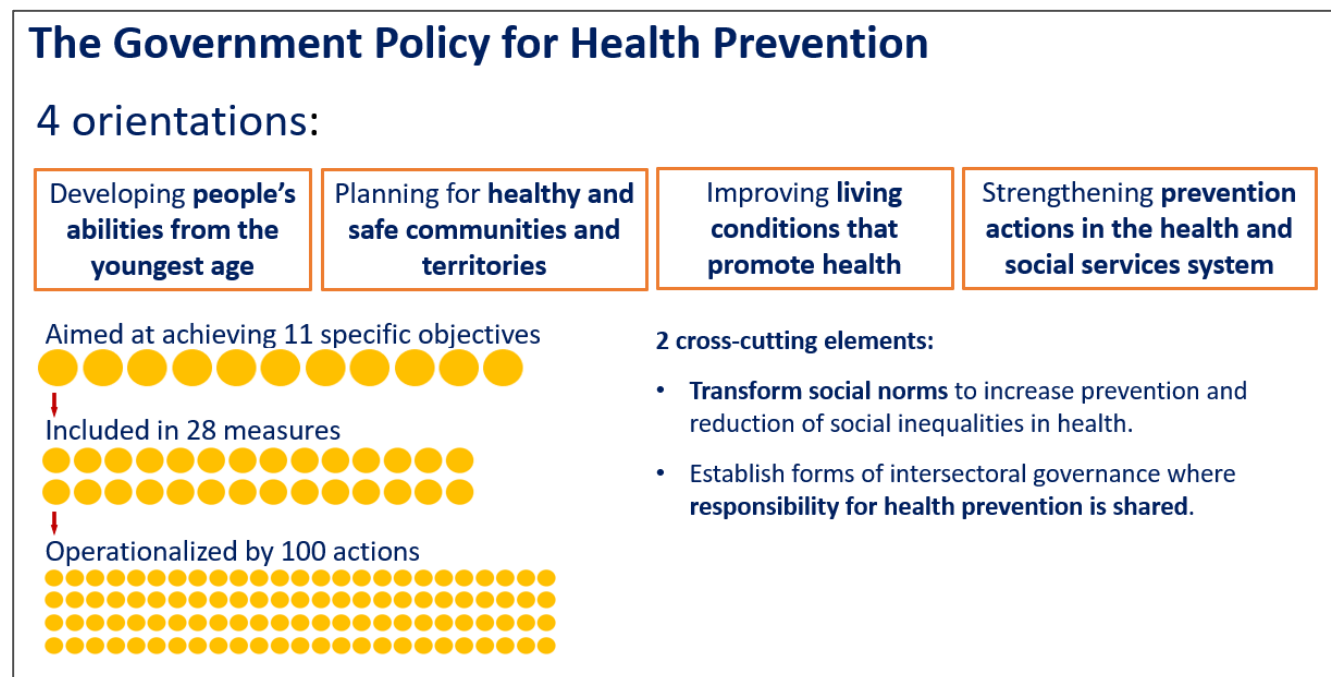 The Government Policy for Health Prevention
4 orientations:
Developing people's
abilities from the
youngest age
Planning for healthy and
safe communities and
territories
Improving living
conditions that
promote health
Strengthening prevention
actions in the health and
social services system
Aimed at achieving 11 specific objectives
Included in 28 measures
Operationalized by 100 actions
2 cross-cutting elements:
• Transform social norms to increase prevention and
reduction of social inequalities in health.
• Establish forms of intersectoral governance where
responsibility for health prevention is shared.